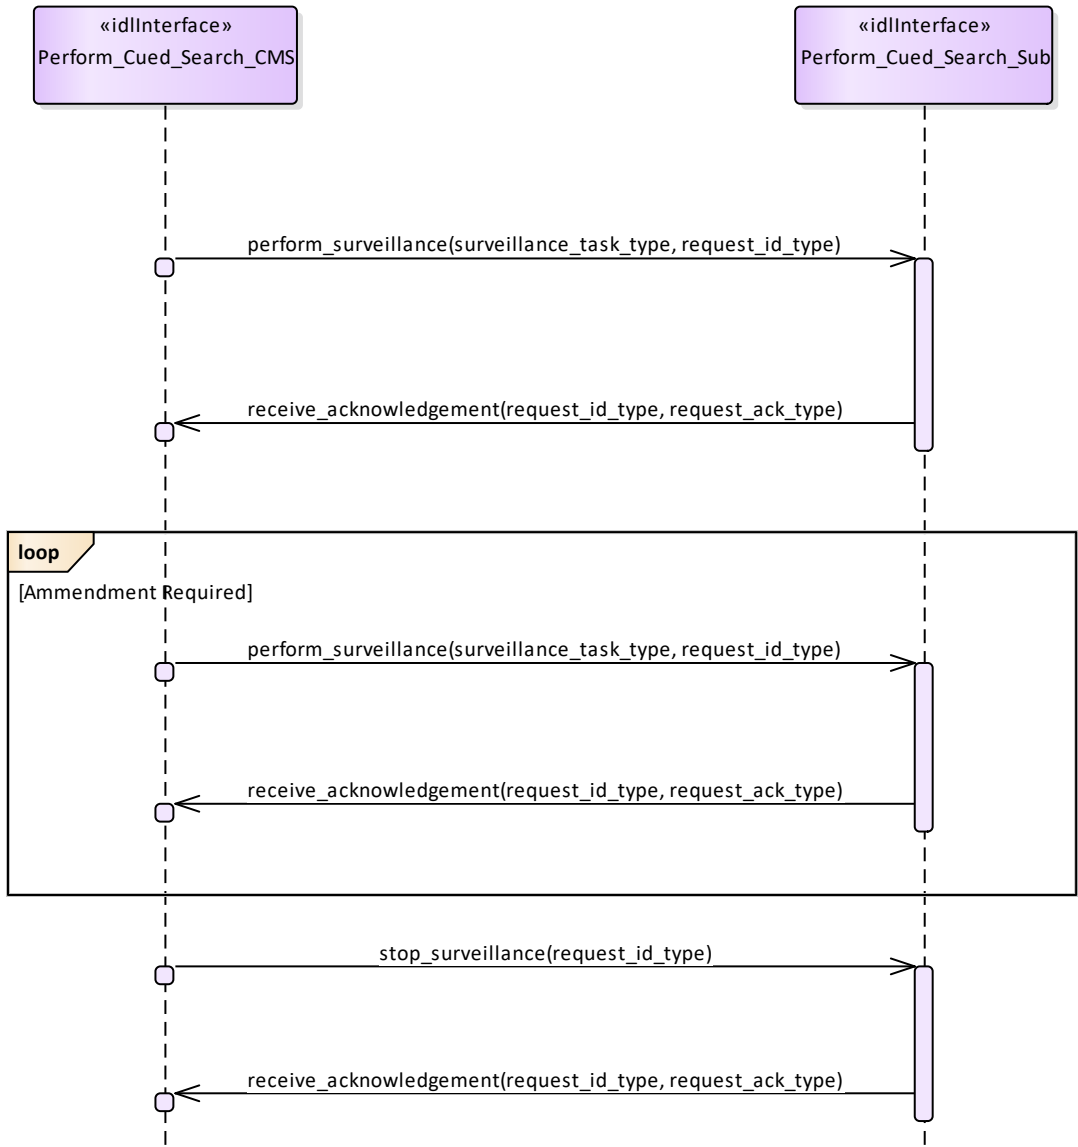 «idlInterface»
Perform_Cued_Search_CMS
«idlInterface»
Perform_Cued_Search_Sub
perform_surveillance(surveillance_task_type, request_id_type)
receive_acknowledgement(request_id_type, request_ack_type)
loop
[Ammendment Required]
perform_surveillance(surveillance_task_type, request_id_type)
receive_acknowledgement(request_id_type, request_ack_type)
stop_surveillance(request_id_type)
receive_acknowledgement(request_id_type, request_ack_type)